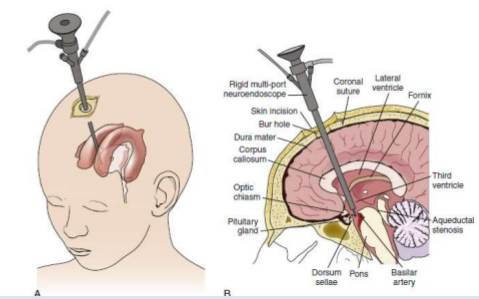 Rigid multi-port
neuroendoscope
Skin incision
Bur hole
Dura mater
Corpus
callosum
Optic
chiasm
Pituitary
gland
Coronal
suture
Lateral
ventricle
Fornix
Third
ventricle
Aqueductal
stenosis
Dorsum
sellae
Pons
Basilar
artery
A
B